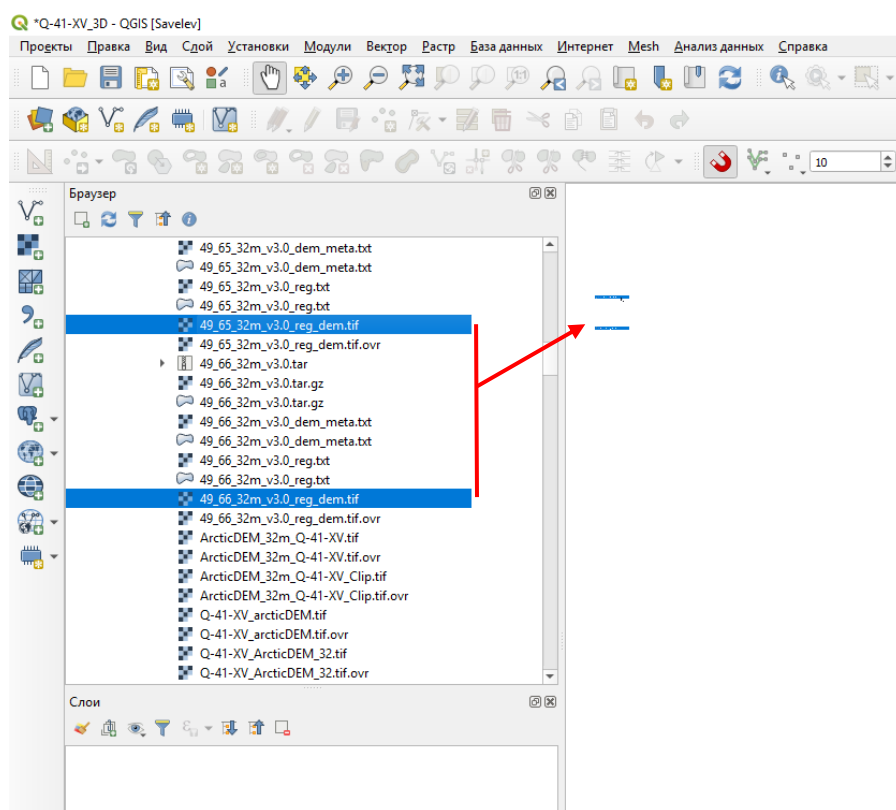 *Q-41-XV_3D - QGIS [Savelev]
Проекты Правка Вид Слой Установки Модули Вектор Растр База данных Интернет Mesh Анализ данных Справка
10
Браузер
49_65_32m_v3.0_dem_meta.txt
49_65_32m_v3.0_dem_meta.txt
49_65_32m_v3.0_reg.txt
49_65_32m_v3.0_reg.txt
49_65_32m_v3.0_reg_dem.tif
49_65_32m_v3.0_reg_dem.tif.ovr
49_66_32m_v3.0.tar
49_66_32m_v3.0.tar.gz
49_66_32m_v3.0.tar.gz
49_66_32m_v3.0_dem_meta.txt
49_66_32m_v3.0_dem_meta.txt
49_66_32m_v3.0_reg.txt
49_66_32m_v3.0_reg.txt
49_66_32m_v3.0_reg_dem.tif
49_66_32m_v3.0_reg_dem.tif.ovr
ArcticDEM_32m_Q-41-XV.tif
ArcticDEM_32m_Q-41-XV.tif.ovr
ArcticDEM_32m_Q-41-XV_Clip.tif
ArcticDEM_32m_Q-41-XV_Clip.tif.ovr
Q-41-XV_arcticDEM.tif
Q-41-XV_arcticDEM.tif.ovr
Q-41-XV_ArcticDEM_32.tif
Q-41-XV_ArcticDEM_32.tif.ovr
Слои